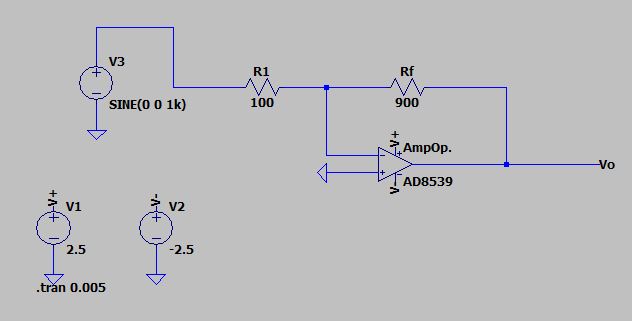 V3
SINE(0 0 1k)
R1
100
Rf
900
V+
AmpOp.
AD8539
V-
Vo
V+
V1
2.5
V-
V2
-2.5
.tran 0.005